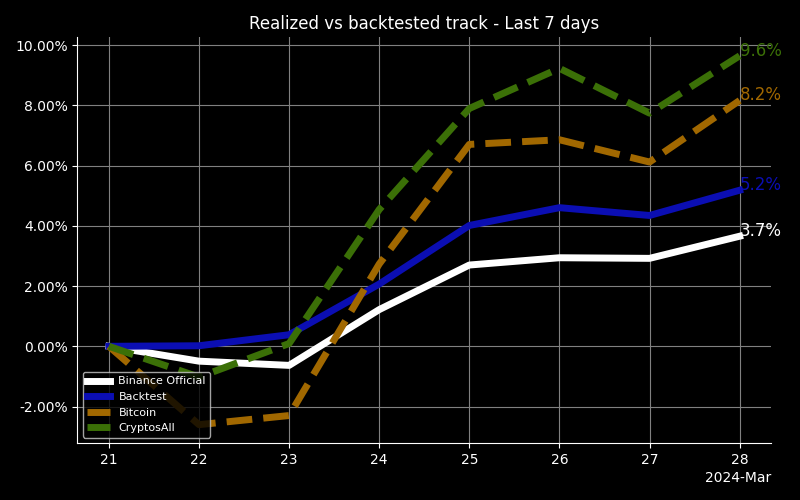 Realized vs backtested track - Last 7 days
10.00%
8.00%
6.00%
4.00%
2.00%
0.00%
-2.00%
9.6%
8.2%
5.2%
3.7%
Binance Official
Backtest
Bitcoin
CryptosAll
21 22 23 24 25 26 27 28
2024-Mar